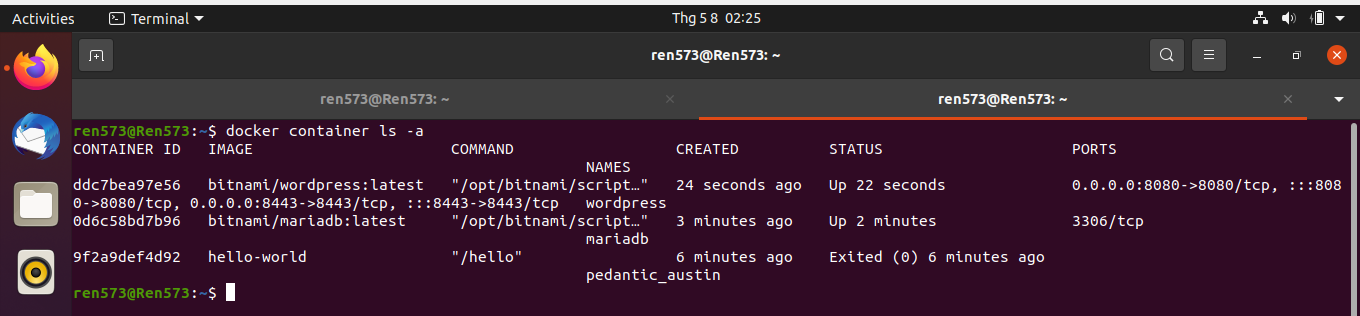 Activities Terminal Thg 5 8 02:25
ren573@Ren573: ~
ren573@Ren573: ~ ren573@Ren573: ~
ren573@Ren573:~$ docker container ls -a
CONTAINER ID IMAGE COMMAND CREATED STATUS PORTS
NAMES
ddc7bea97e56 bitnami/wordpress:latest "/opt/bitnami/script…" 24 seconds ago Up 22 seconds 0.0.0.0:8080->8080/tcp, :::808
0->8080/tcp, 0.0.0.0:8443->8443/tcp, :::8443->8443/tcp wordpress
0d6c58bd7b96 bitnami/mariadb:latest "/opt/bitnami/script…" 3 minutes ago Up 2 minutes 3306/tcp
mariadb
9f2a9def4d92 hello-world "/hello" 6 minutes ago Exited (0) 6 minutes ago
pedantic_austin
ren573@Ren573:~$